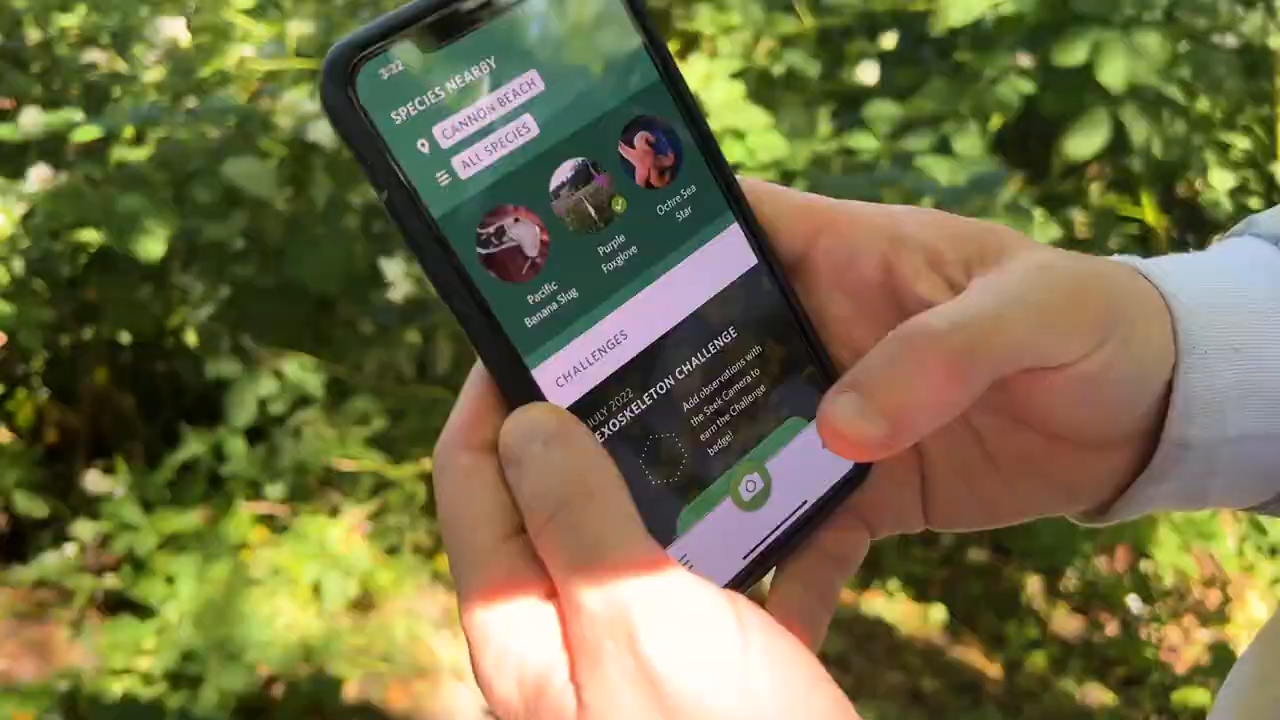 3:22
SPECIES NEARBY
CANNON BEACH
ALL SPECIES
Pacific
Banana Slug
Purple
Foxglove
Ochre Sea
Star
CHALLENGES
JULY 2022
EXOSKELETON CHALLENGE
Add observations with
the Seek Camera to
earn the Challenge
badge!